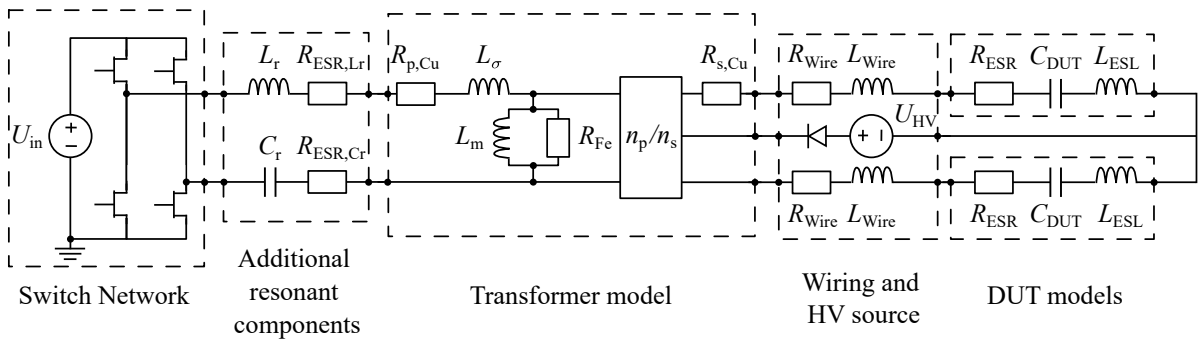 L_r R_ESR,Lr R_p,Cu L_σ R_s,Cu R_Wire L_Wire R_ESR C_DUT L_ESL
U_in + − C_r R_ESR,Cr L_m R_Fe n_p/n_s + − U_HV
R_Wire L_Wire R_ESR C_DUT L_ESL
Switch Network
Additional
resonant
components
Transformer model
Wiring and
HV source
DUT models